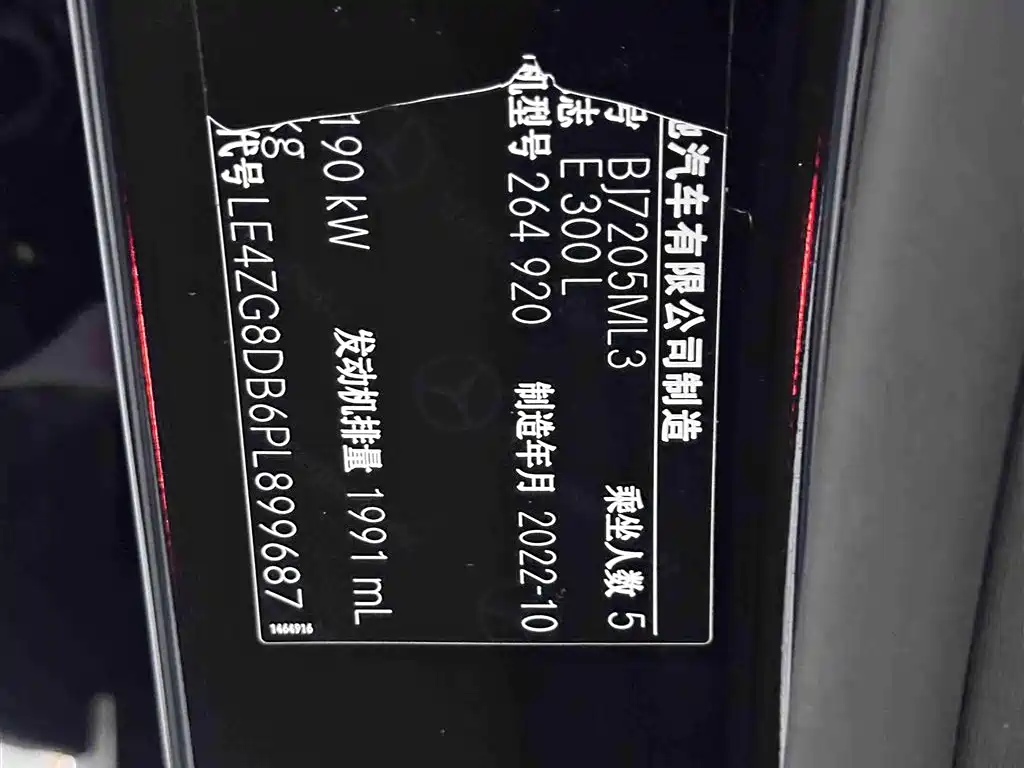 汽车有限公司制造
号 BJ7205ML3 乘坐人数 5
志 E 300 L
机型号 264 920 制造年月 2022-10
190 kW 发动机排量 1991 mL
kg
代号 LE4ZG8DB6PL899687
1464916